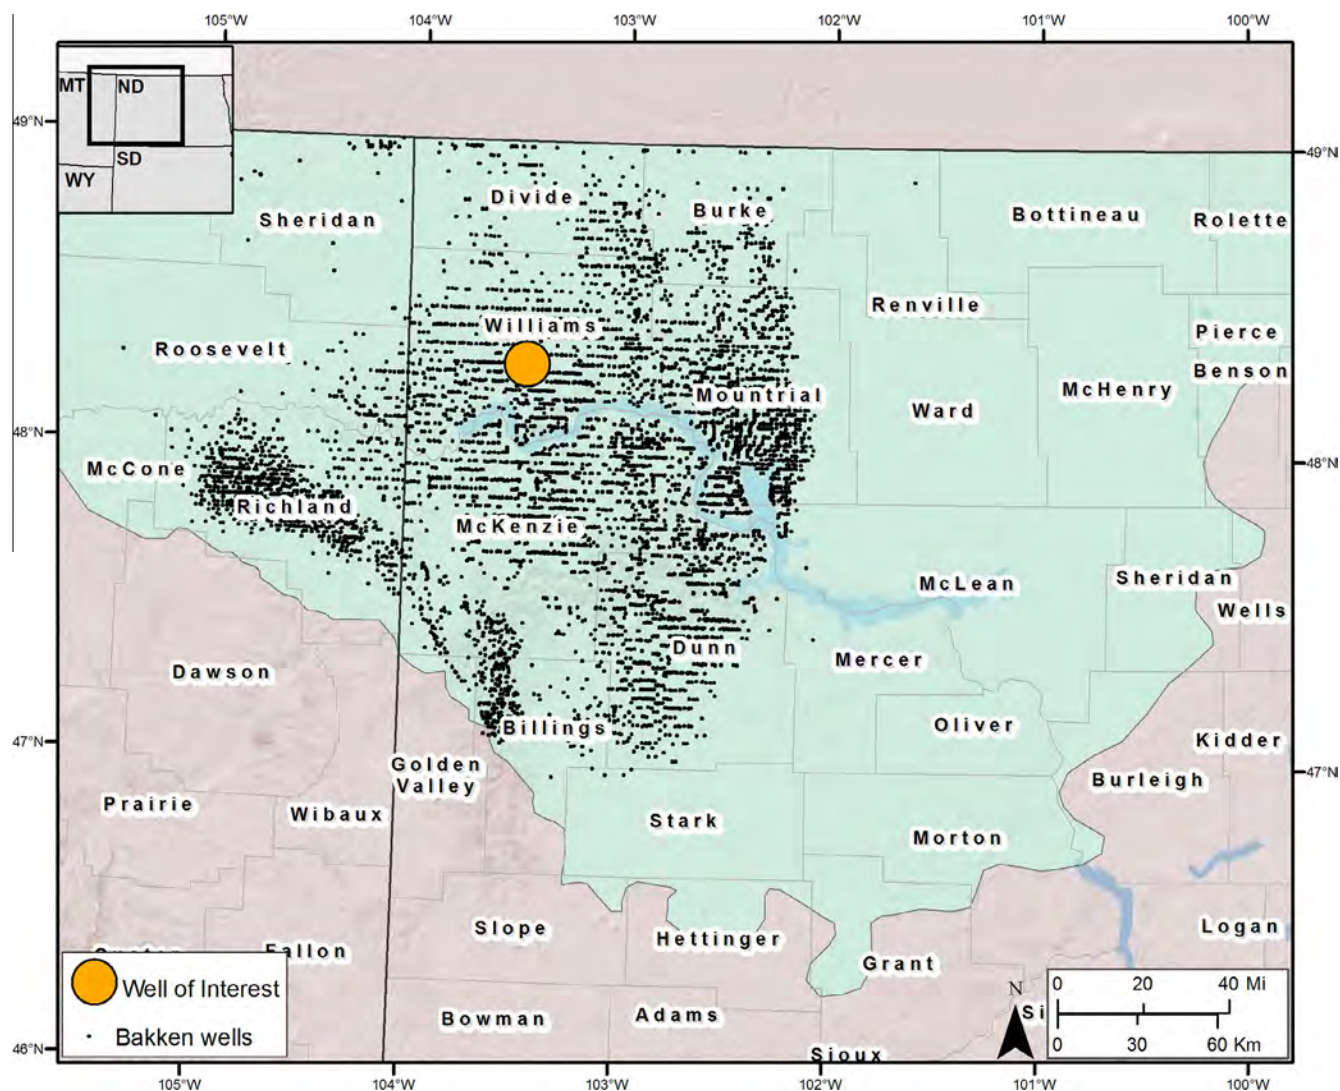 105°W 104°W 103°W 102°W 101°W 100°W
MT ND
SD
WY
49°N
49°N
Divide
Burke
Sheridan
Bottineau
Rolette
Renville
Williams
Pierce
Roosevelt
Benson
McHenry
Mountrial
Ward
48°N
48°N
McCone
Richland
McKenzie
McLean
Sheridan
Wells
Dunn
Mercer
Dawson
Oliver
Billings
47°N
Kidder
47°N
Golden
Valley
Burleigh
Prairie
Wibaux
Stark
Morton
Slope
Hettinger
Logan
Fallon
Grant
Well of Interest
Bakken wells
0 20 40 Mi
N
Si
0 30 60 Km
Bowman
Adams
Sioux
46°N
105°W 104°W 103°W 102°W 101°W 100°W